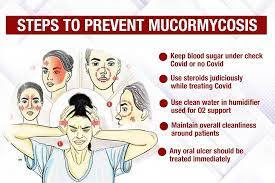 STEPS TO PREVENT MUCORMYCOSIS
Keep blood sugar under check
Covid or no Covid
Use steroids judiciously
while treating Covid
Use clean water in humidifier
used for O2 support
Maintain overall cleanliness
around patients
Any oral ulcer should be
treated immediately